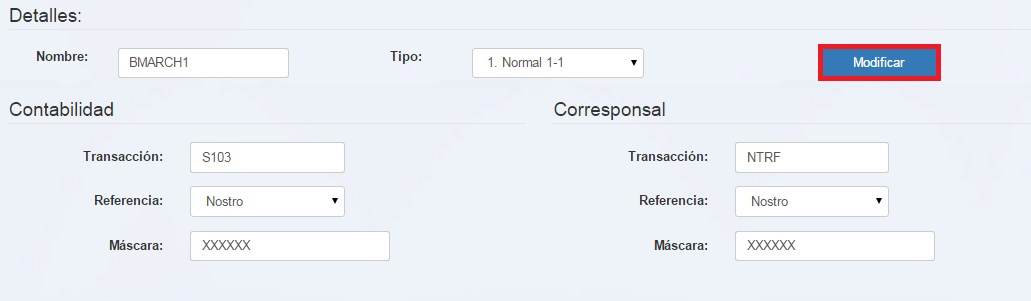 Detalles:
Nombre: BMARCH1 Tipo: 1. Normal 1-1 Modificar
Contabilidad Corresponsal
Transacción: S103 Transacción: NTRF
Referencia: Nostro Referencia: Nostro
Máscara: XXXXXX Máscara: XXXXXX